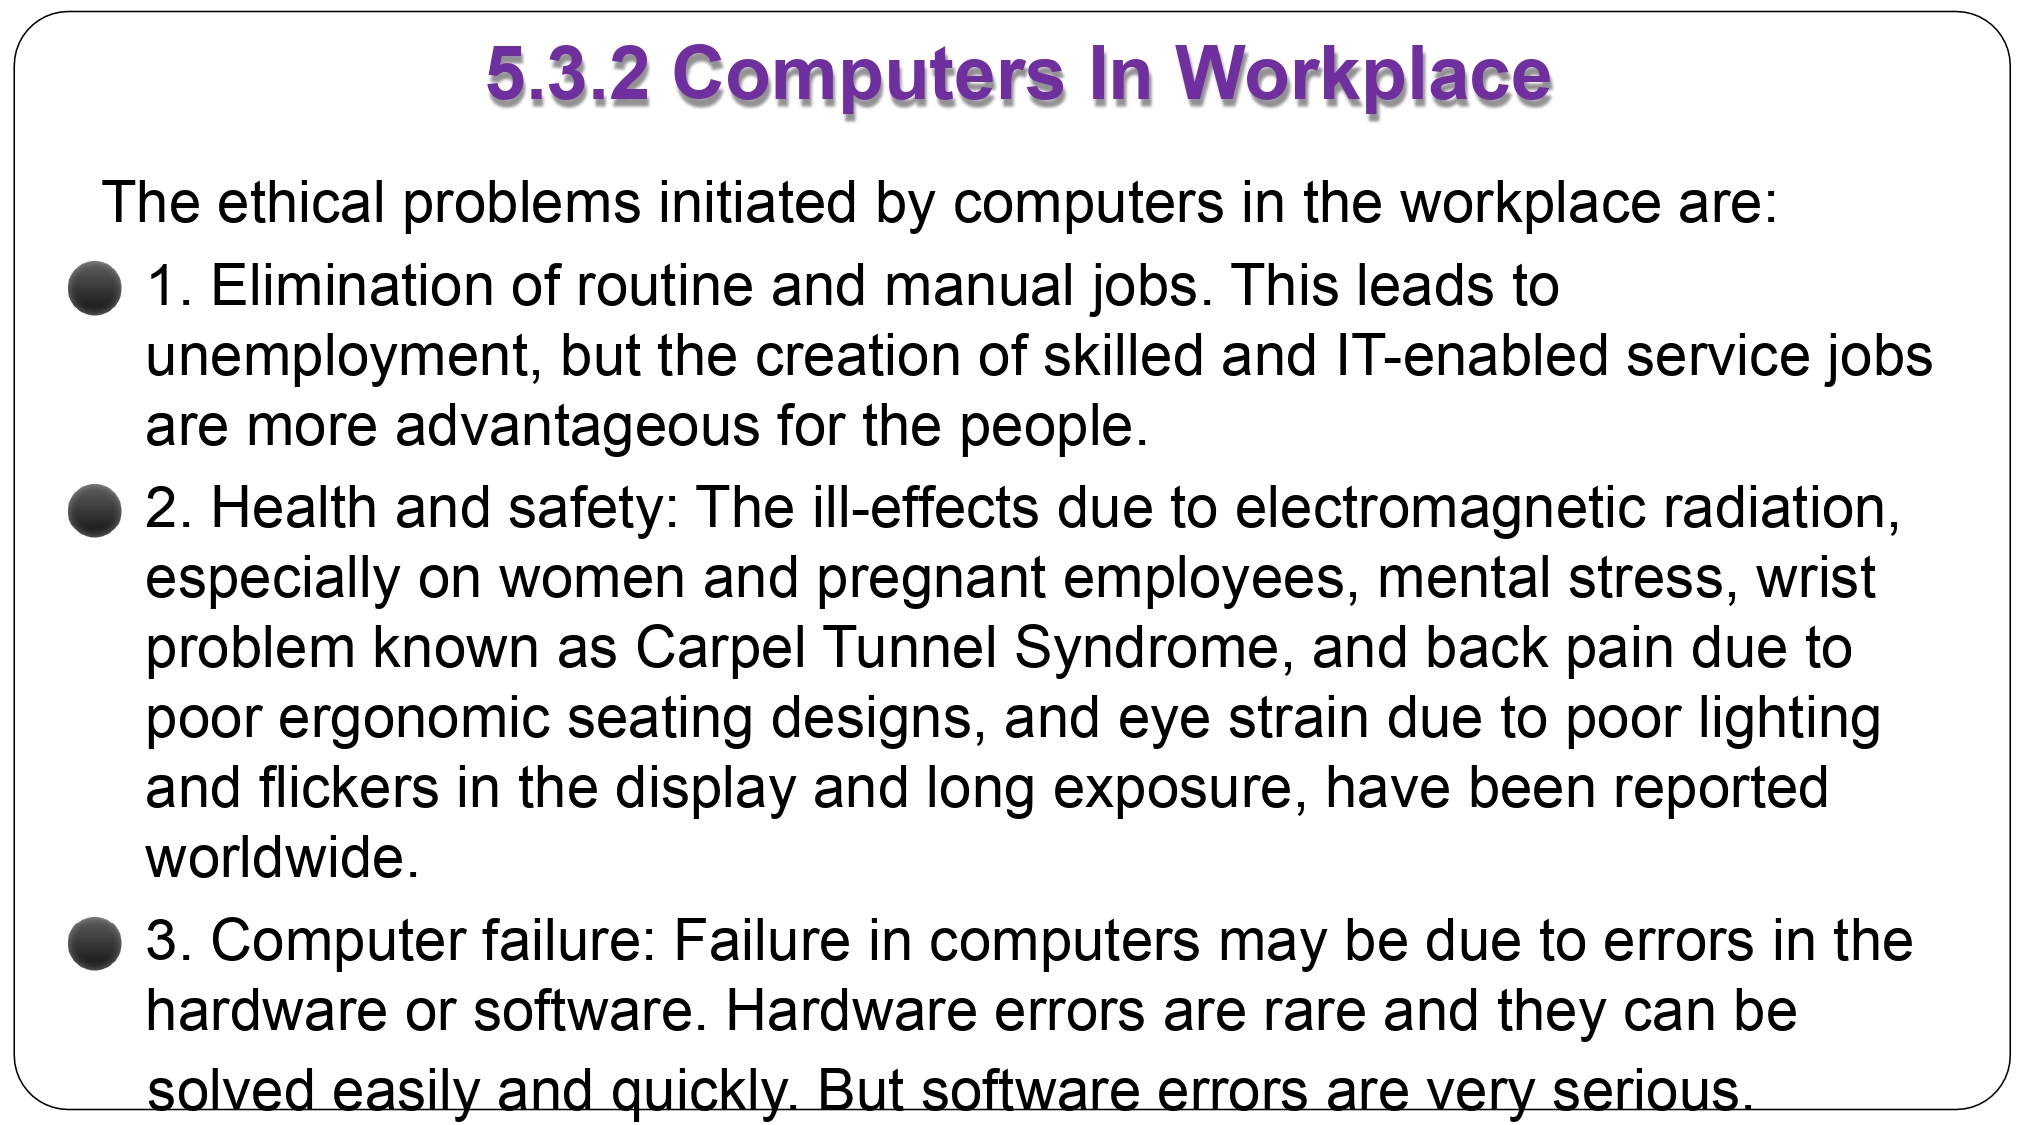 5.3.2 Computers In Workplace
The ethical problems initiated by computers in the workplace are:
1. Elimination of routine and manual jobs. This leads to
unemployment, but the creation of skilled and IT-enabled service jobs
are more advantageous for the people.
2. Health and safety: The ill-effects due to electromagnetic radiation,
especially on women and pregnant employees, mental stress, wrist
problem known as Carpel Tunnel Syndrome, and back pain due to
poor ergonomic seating designs, and eye strain due to poor lighting
and flickers in the display and long exposure, have been reported
worldwide.
3. Computer failure: Failure in computers may be due to errors in the
hardware or software. Hardware errors are rare and they can be
solved easily and quickly. But software errors are very serious.